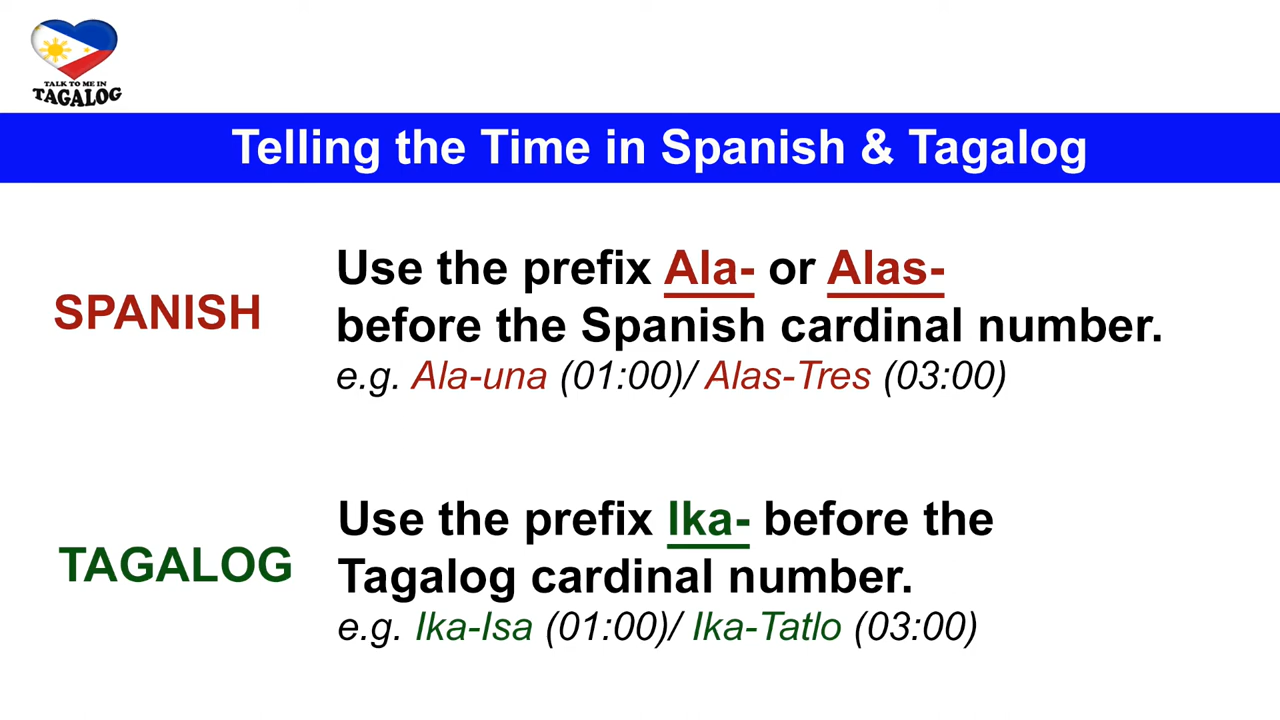 TALK TO ME IN
TAGALOG
Telling the Time in Spanish & Tagalog
SPANISH
Use the prefix Ala- or Alas-
before the Spanish cardinal number.
e.g. Ala-una (01:00)/ Alas-Tres (03:00)
TAGALOG
Use the prefix Ika- before the
Tagalog cardinal number.
e.g. Ika-Isa (01:00)/ Ika-Tatlo (03:00)